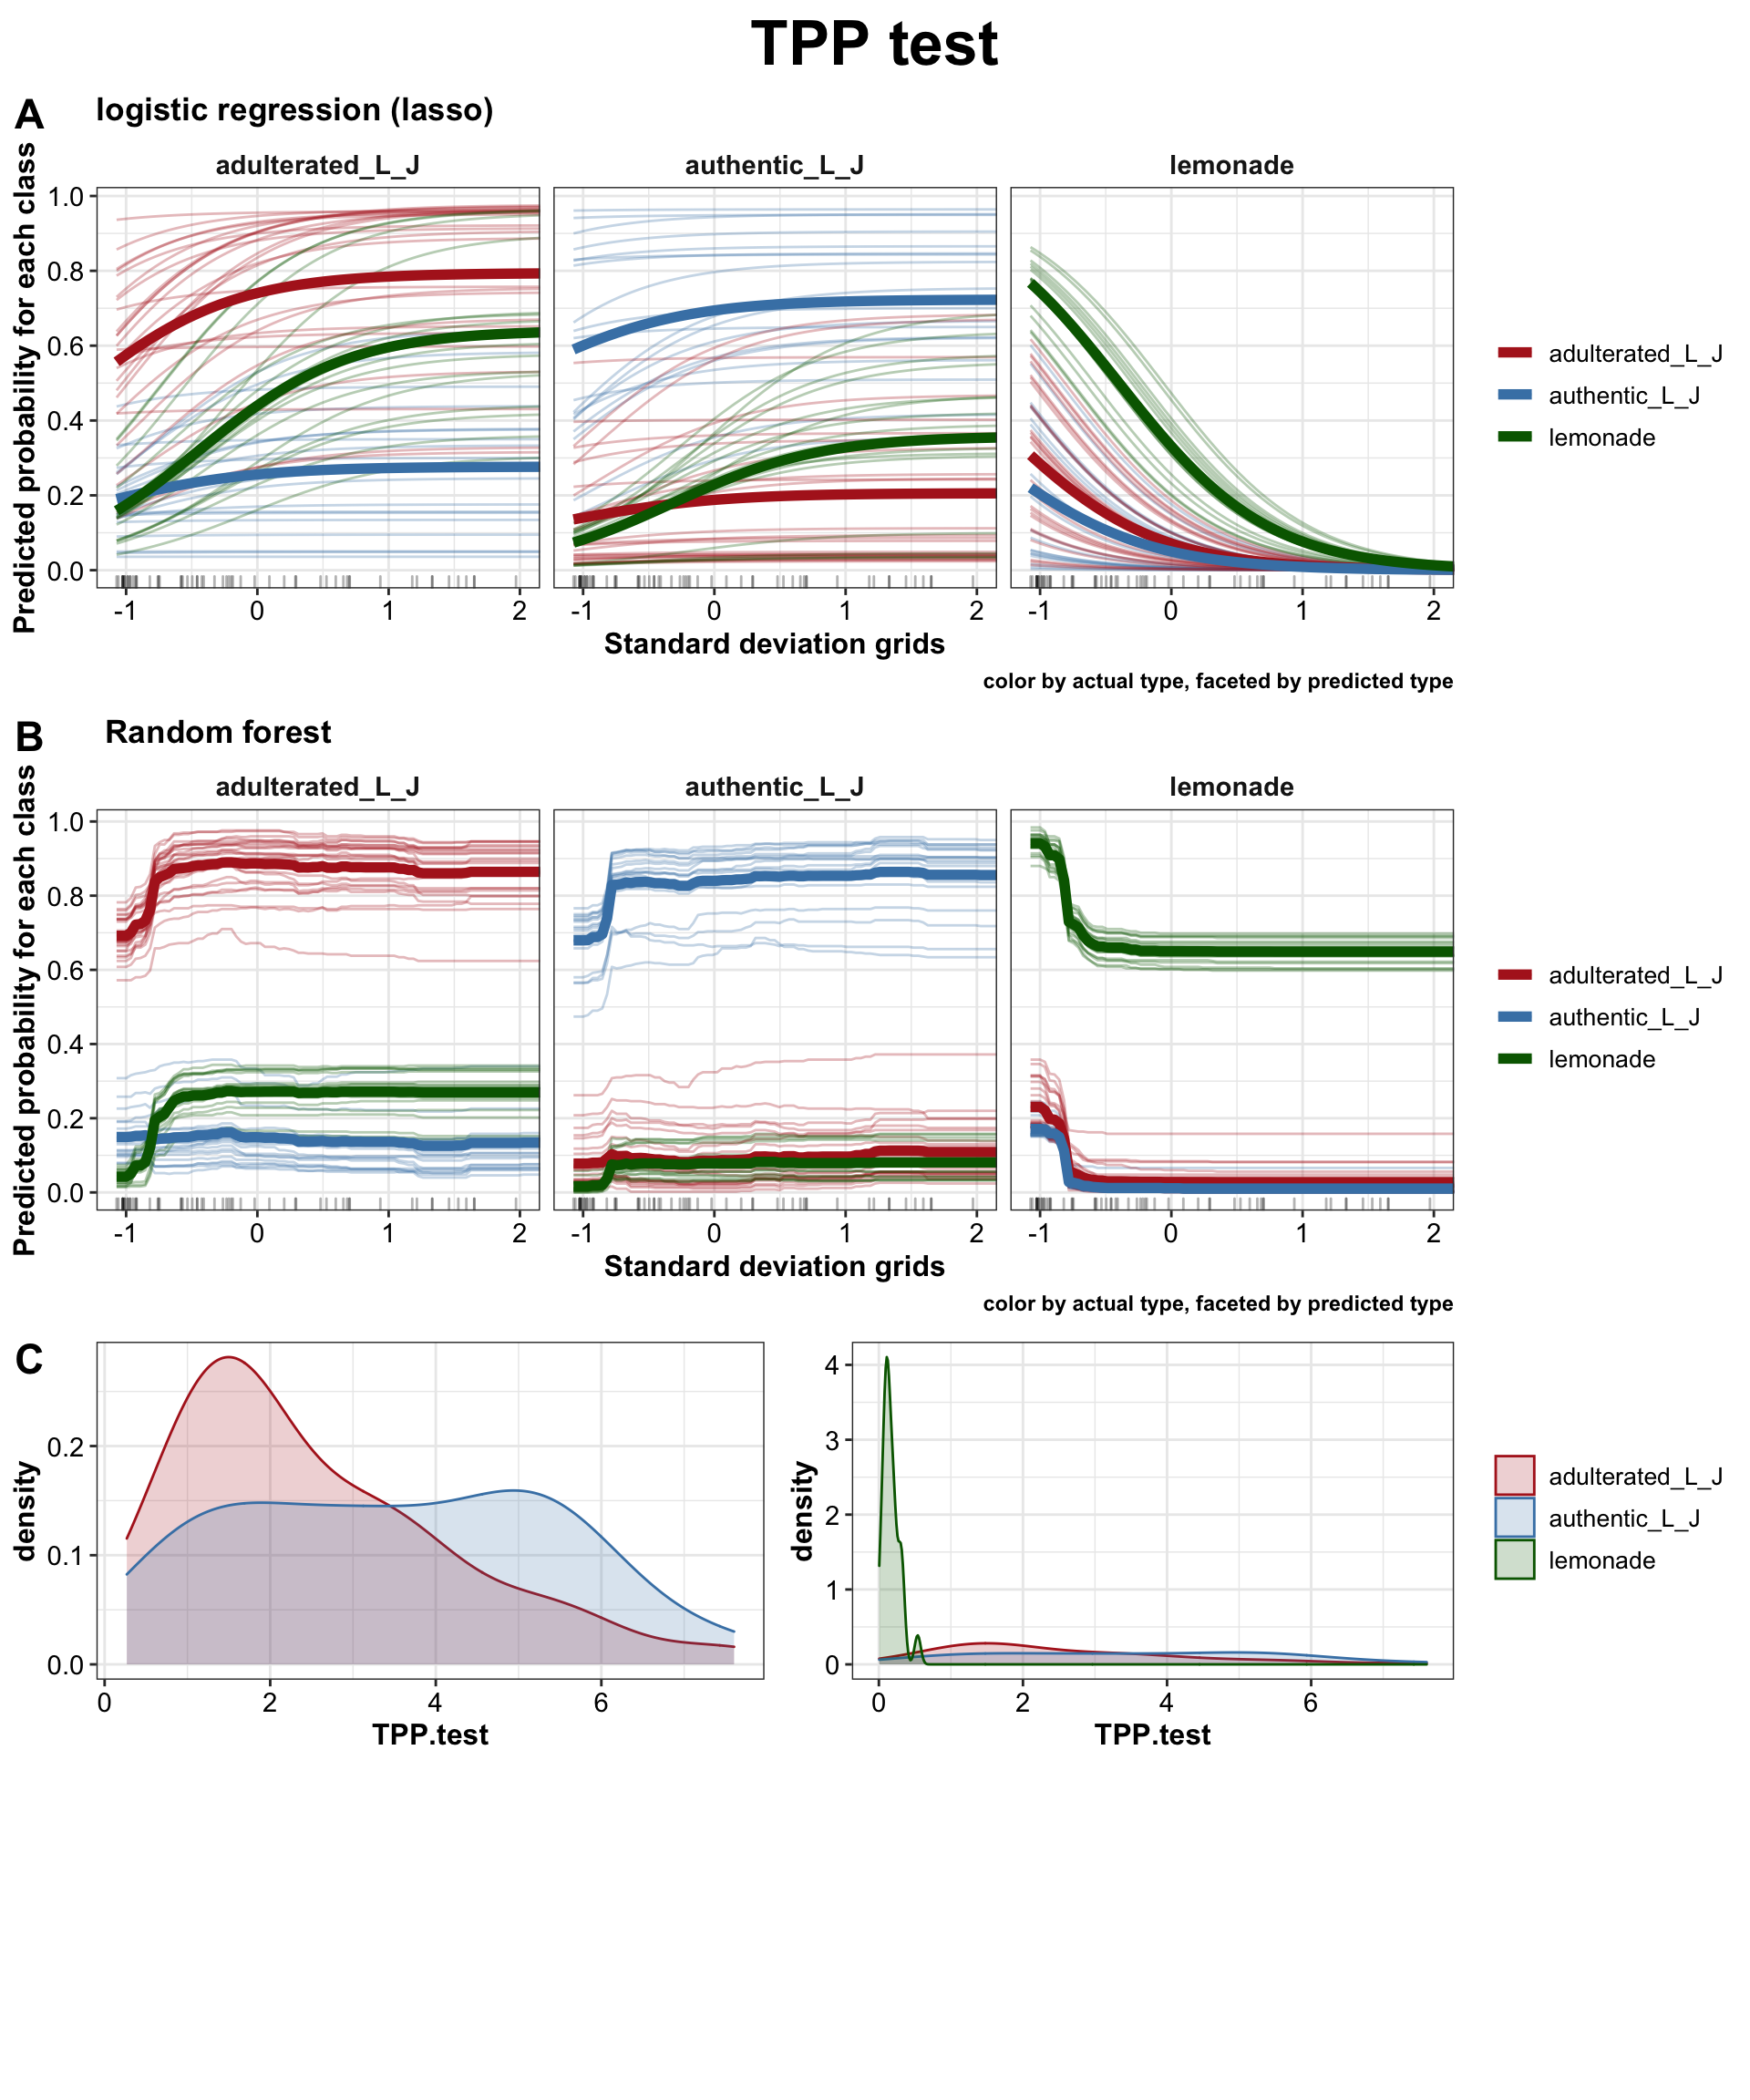 TPP test
A
logistic regression (lasso)
adulterated_L_J
authentic_L_J
lemonade
Predicted probability for each class
1.0
0.8
0.6
0.4
0.2
0.0
-1 0 1 2
-1 0 1 2
-1 0 1 2
Standard deviation grids
color by actual type, faceted by predicted type
adulterated_L_J
authentic_L_J
lemonade
B
Random forest
adulterated_L_J
authentic_L_J
lemonade
Predicted probability for each class
1.0
0.8
0.6
0.4
0.2
0.0
-1 0 1 2
-1 0 1 2
-1 0 1 2
Standard deviation grids
color by actual type, faceted by predicted type
adulterated_L_J
authentic_L_J
lemonade
C
density
0.2
0.1
0.0
0 2 4 6
TPP.test
density
4
3
2
1
0
0 2 4 6
TPP.test
adulterated_L_J
authentic_L_J
lemonade